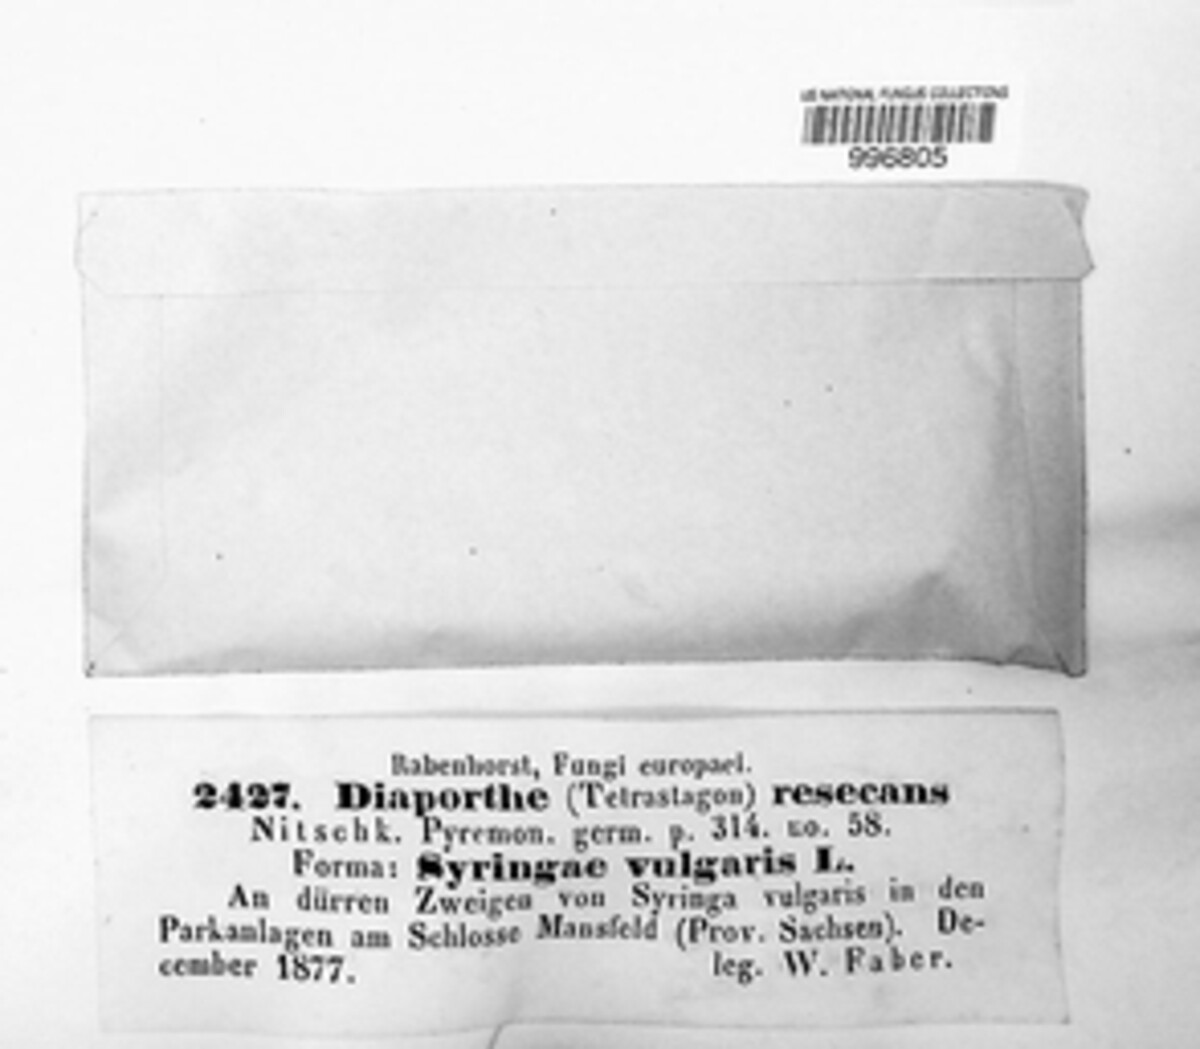 US NATIONAL FUNGUS COLLECTIONS
996805
Rabenhorst, Fungi europaei.
2427. Diaporthe (Tetrastagon) resecans
Nitschk. Pyremon. germ. p. 314. no. 58.
Forma: Syringae vulgaris L.
An dürren Zweigen von Syringa vulgaris in den
Parkanlagen am Schlosse Mansfeld (Prov. Sachsen). De-
cember 1877. leg. W. Faber.